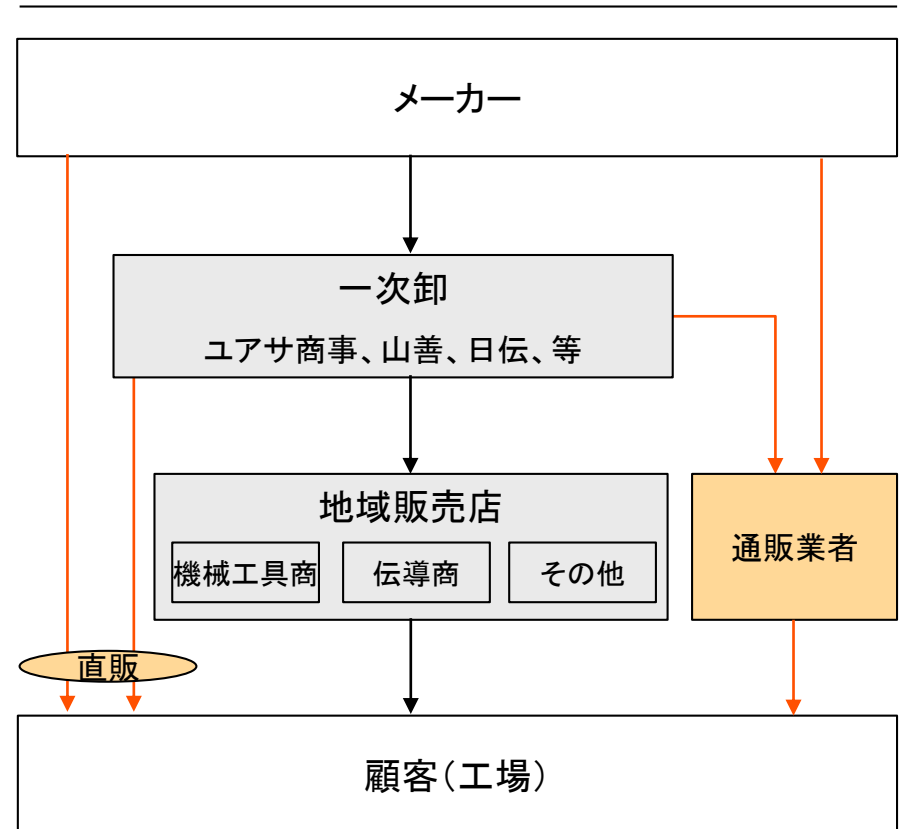 メーカー
一次卸
ユアサ商事、山善、日伝、等
地域販売店
機械工具商
伝導商
その他
通販業者
直販
顧客(工場)